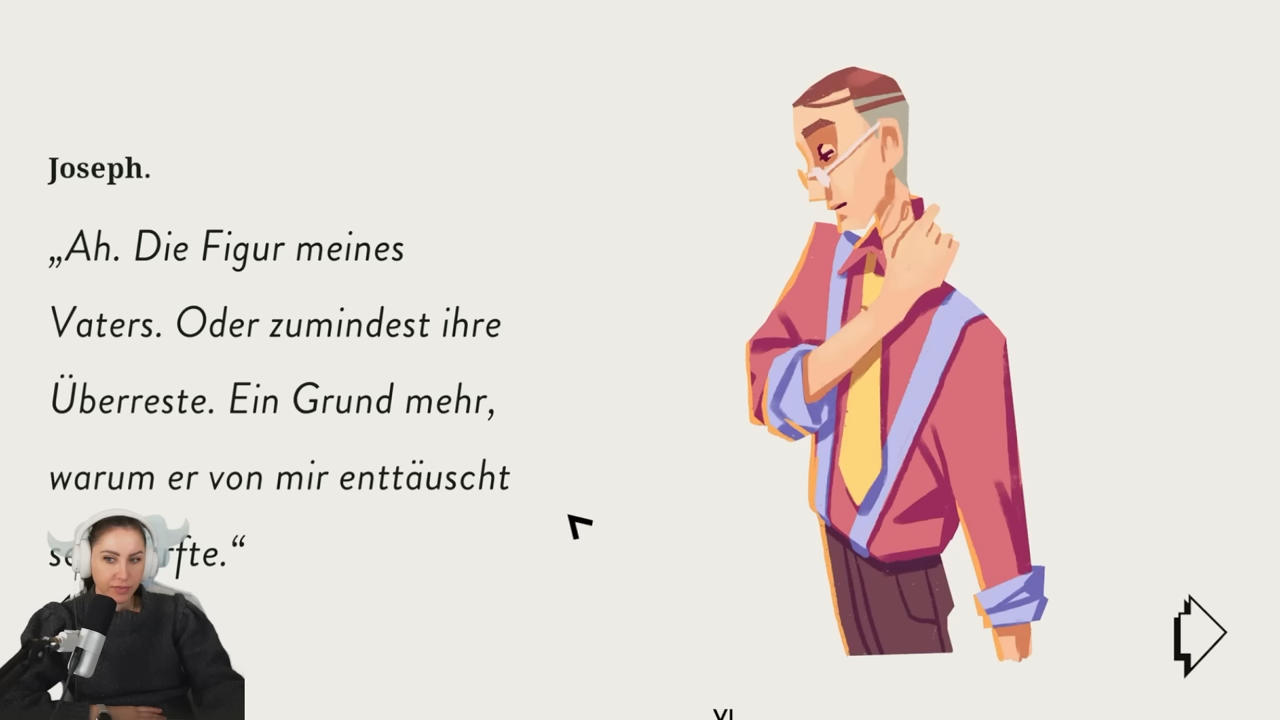 Joseph.
„Ah. Die Figur meines
Vaters. Oder zumindest ihre
Überreste. Ein Grund mehr,
warum er von mir enttäuscht